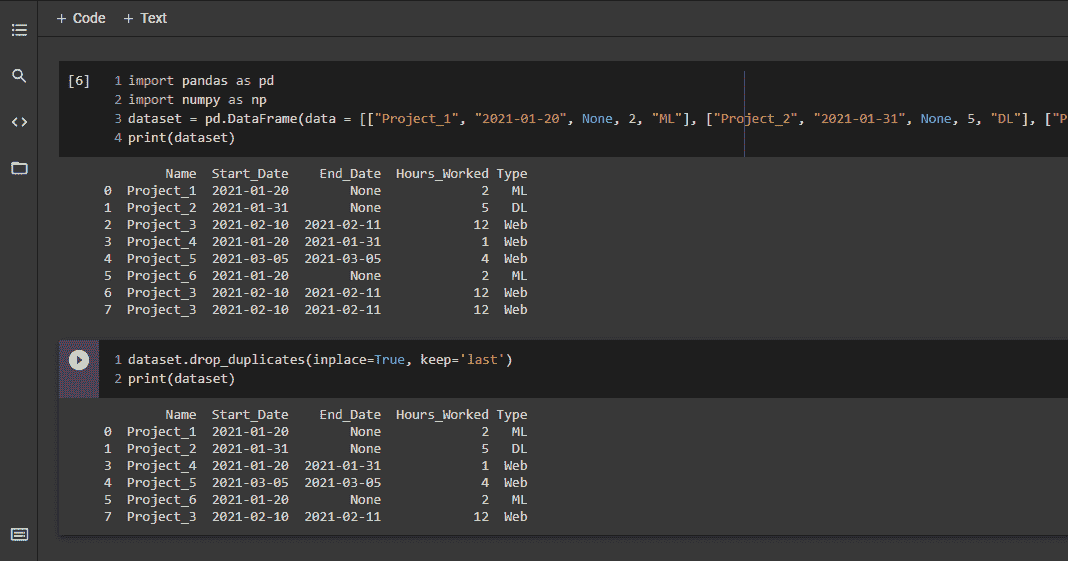 + Code + Text
[6] 1 import pandas as pd
2 import numpy as np
3 dataset = pd.DataFrame(data = [["Project_1", "2021-01-20", None, 2, "ML"], ["Project_2", "2021-01-31", None, 5, "DL"], ["P
4 print(dataset)
Name Start_Date End_Date Hours_Worked Type
0 Project_1 2021-01-20 None 2 ML
1 Project_2 2021-01-31 None 5 DL
2 Project_3 2021-02-10 2021-02-11 12 Web
3 Project_4 2021-01-20 2021-01-31 1 Web
4 Project_5 2021-03-05 2021-03-05 4 Web
5 Project_6 2021-01-20 None 2 ML
6 Project_3 2021-02-10 2021-02-11 12 Web
7 Project_3 2021-02-10 2021-02-11 12 Web
1 dataset.drop_duplicates(inplace=True, keep='last')
2 print(dataset)
Name Start_Date End_Date Hours_Worked Type
0 Project_1 2021-01-20 None 2 ML
1 Project_2 2021-01-31 None 5 DL
3 Project_4 2021-01-20 2021-01-31 1 Web
4 Project_5 2021-03-05 2021-03-05 4 Web
5 Project_6 2021-01-20 None 2 ML
7 Project_3 2021-02-10 2021-02-11 12 Web